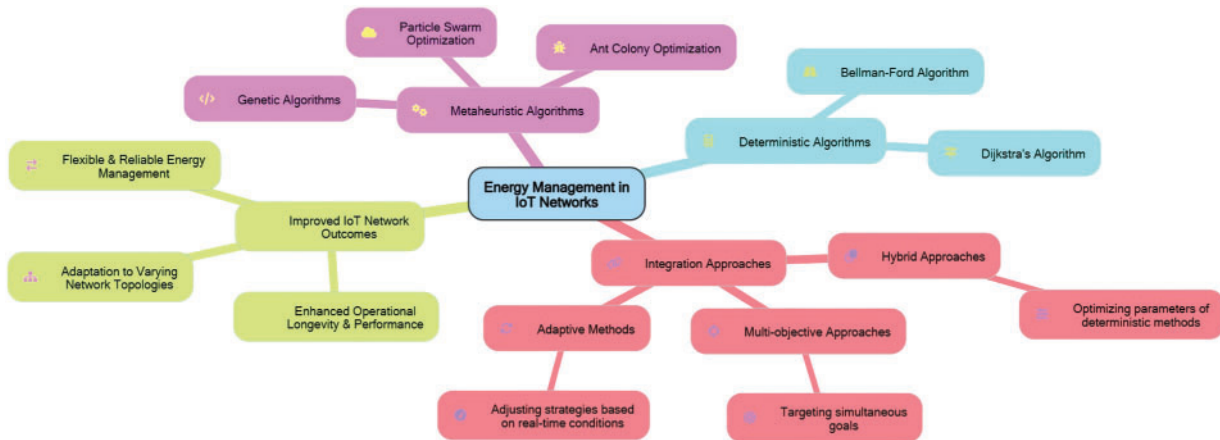 Particle Swarm
Optimization
Ant Colony Optimization
Genetic Algorithms
Metaheuristic Algorithms
Bellman-Ford Algorithm
Deterministic Algorithms
Dijkstra's Algorithm
Energy Management in
IoT Networks
Flexible & Reliable Energy
Management
Improved IoT Network
Outcomes
Adaptation to Varying
Network Topologies
Enhanced Operational
Longevity & Performance
Integration Approaches
Hybrid Approaches
Optimizing parameters of
deterministic methods
Adaptive Methods
Multi-objective Approaches
Adjusting strategies based
on real-time conditions
Targeting simultaneous
goals